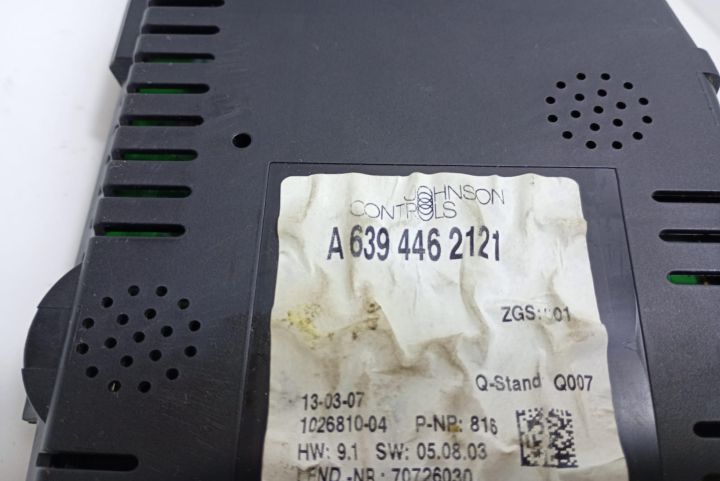 JOHNSON
CONTROLS
A 639 446 2121
ZGS: 001
Q-Stand Q007
13-03-07
1026810-04 P-NR: 816
HW: 9.1 SW: 05.08.03
LFND.-NR.: 70726030